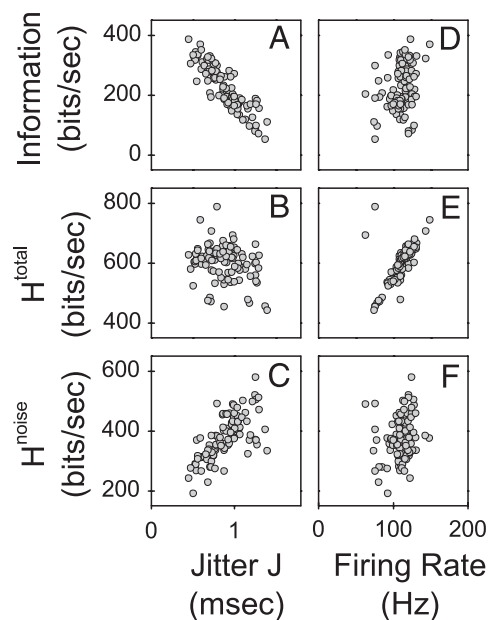 Information
(bits/sec)
400
200
0
A
D
H^total
(bits/sec)
800
600
400
B
E
H^noise
(bits/sec)
600
400
200
C
F
0
1
0
100
200
Jitter J
(msec)
Firing Rate
(Hz)